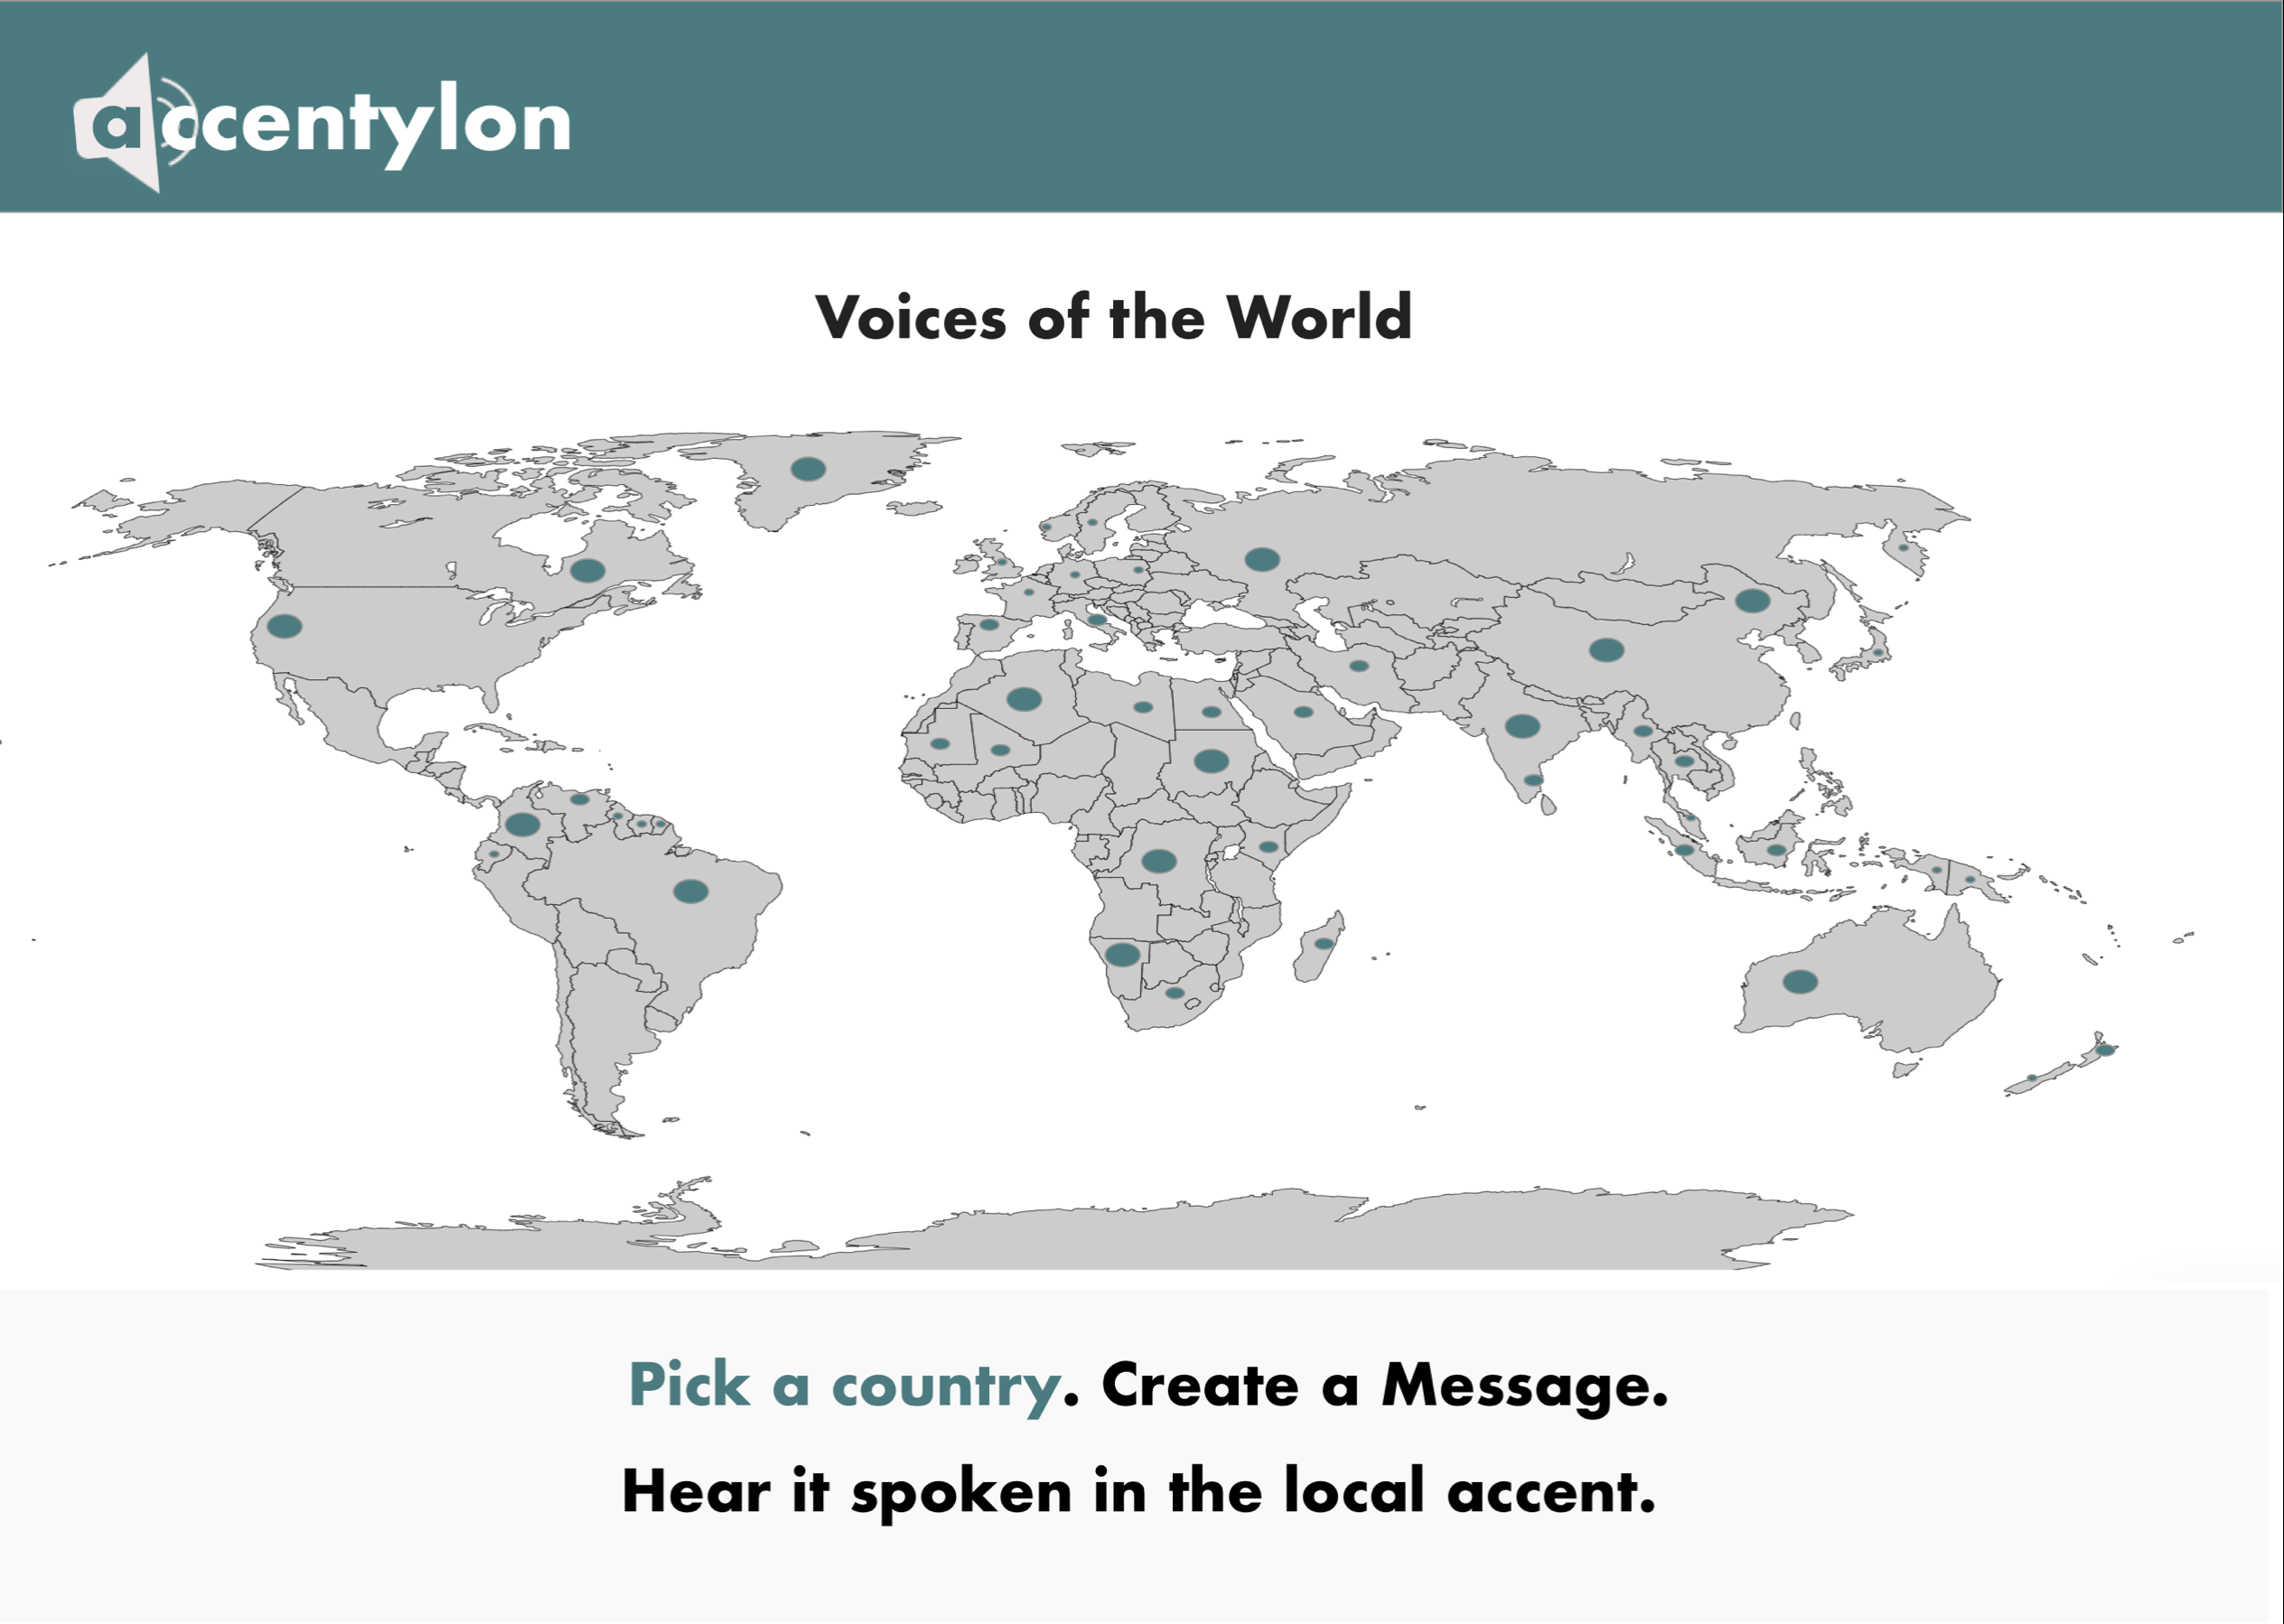 accentylon
Voices of the World
Pick a country. Create a Message.
Hear it spoken in the local accent.